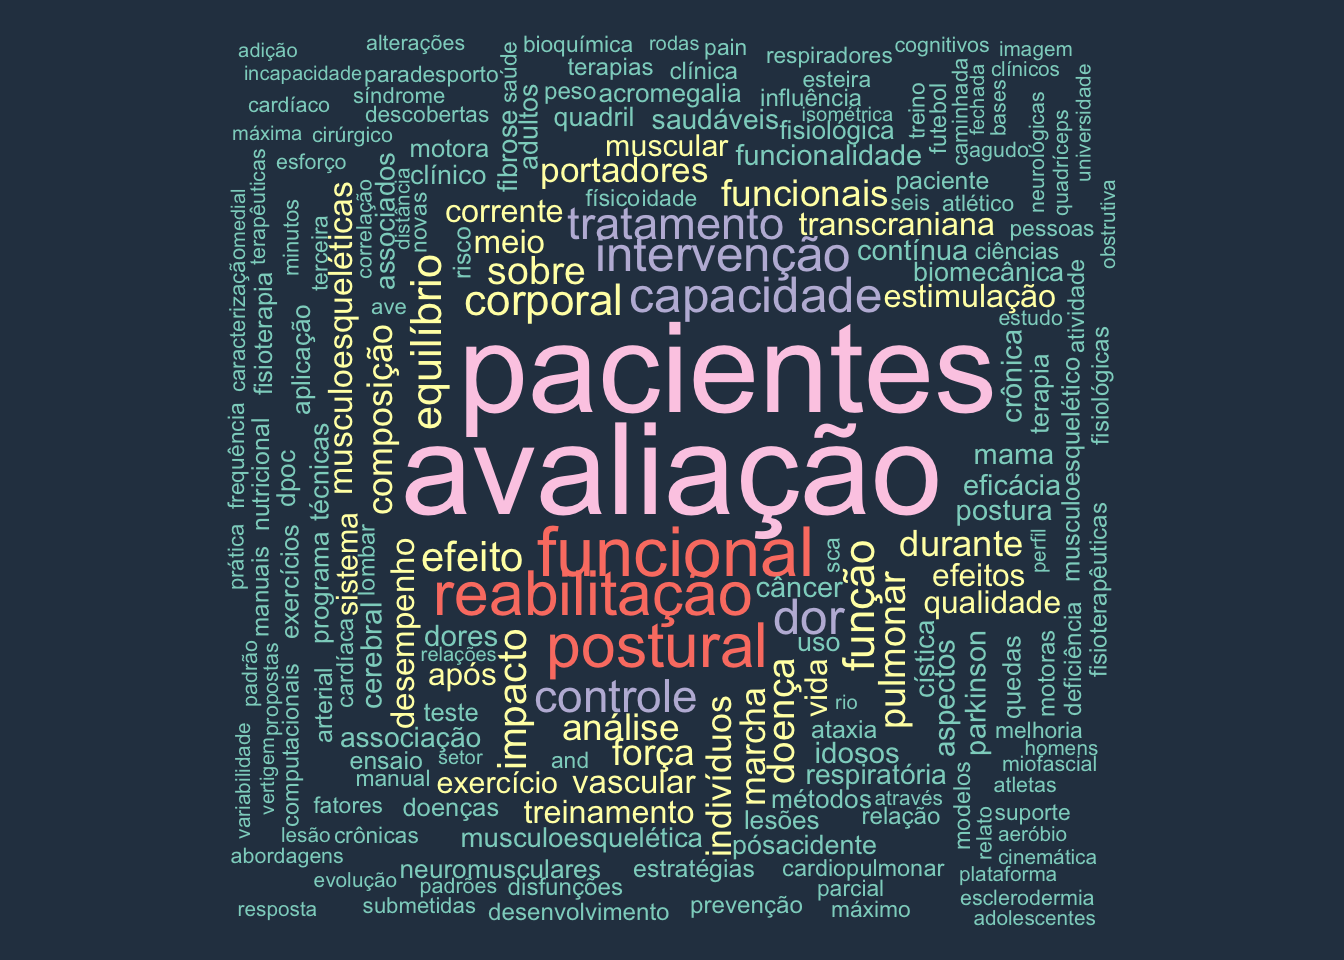 adição
alterações
bioquímica
rodas
pain
respiradores
cognitivos
imagem
incapacidade
paradesporto
saúde
terapias
clínica
esteira
clínicos
cardíaco
síndrome
descobertas
peso
acromegalia
influência
isométrica
treino
futebol
caminhada
fechada
bases
neurológicas
quadríceps
universidade
máxima
cirúrgico
fibrose
adultos
quadril
saudáveis
fisiológica
esforço
motora
clínico
muscular
portadores
funcionalidade
agudo
terapêuticas
minutos
terceira
musculoesqueléticas
correlação
associados
distância
novas
físicoidade
funcionais
paciente
seis
atlético
obstrutiva
corrente
meio
risco
tratamento
transcraniana
pessoas
caracterizaçãomedial
fisioterapia
aplicação
ave
equilíbrio
sobre
intervenção
contínua
ciências
biomecânica
corporal
capacidade
estimulação
estudo
atividade
composição
pacientes
crônica
terapia
musculoesquelético
fisiológicas
frequência
nutricional
dpoc
técnicas
avaliação
mama
eficácia
postura
prática
manuais
exercícios
programa
sistema
lombar
desempenho
efeito
funcional
sca
função
durante
perfil
fisioterapêuticas
reabilitação
câncer
pulmonar
efeitos
qualidade
padrão
propostas
computacionais
arterial
cardíaca
cerebral
dores
relações
após
impacto
postural
dor
uso
cística
aspectos
parkinson
quedas
motoras
deficiência
variabilidade
vertigem
teste
controle
doença
vida
rio
associação
ensaio
setor
manual
análise
and
força
indivíduos
marcha
ataxia
idosos
melhoria
homens
miofascial
fatores
doenças
exercício
vascular
respiratória
modelos
atletas
treinamento
métodos
através
relação
relato
suporte
lesão
crônicas
musculoesquelética
lesões
pósacidente
aeróbio
abordagens
neuromusculares
estratégias
cardiopulmonar
cinemática
plataforma
evolução
padrões
disfunções
parcial
esclerodermia
resposta
submetidas
desenvolvimento
prevenção
máximo
adolescentes